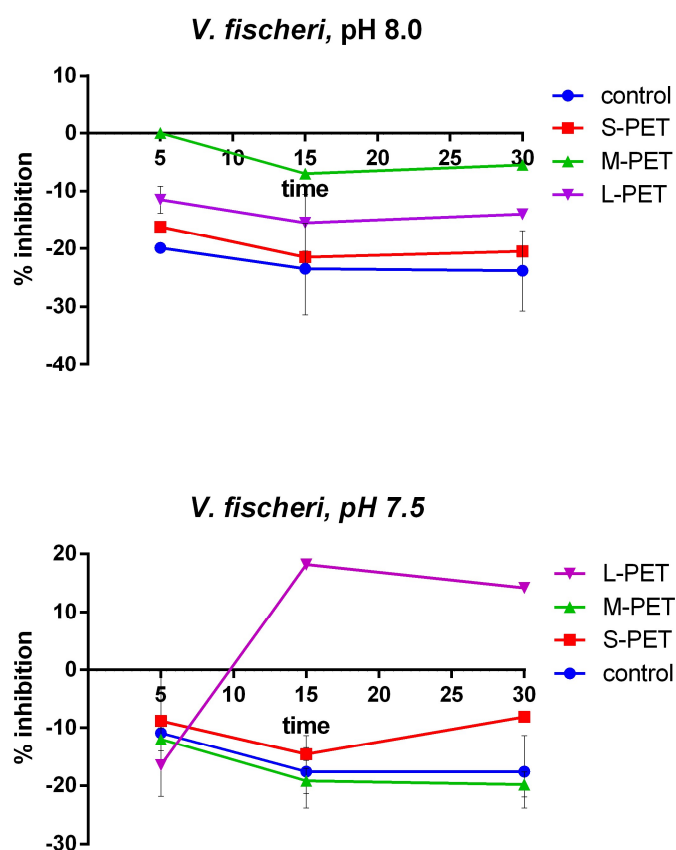 V. fischeri, pH 8.0
10
0
-10
-20
-30
-40
% inhibition
5 10 15 20 25 30
time
control
S-PET
M-PET
L-PET
V. fischeri, pH 7.5
20
10
0
-10
-20
-30
% inhibition
5 10 15 20 25 30
time
L-PET
M-PET
S-PET
control